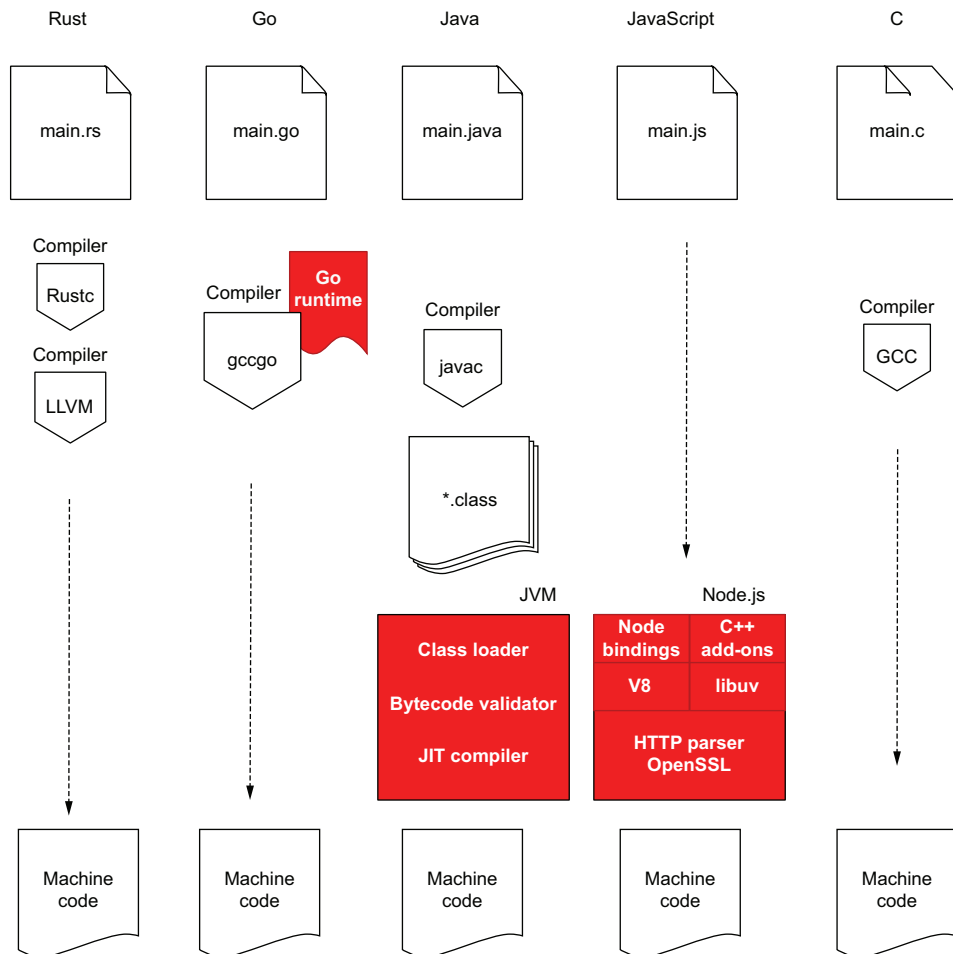 Rust
Go
Java
JavaScript
C
main.rs
main.go
main.java
main.js
main.c
Compiler
Rustc
Compiler
LLVM
Compiler
gccgo
Go
runtime
Compiler
javac
Compiler
GCC
*.class
JVM
Class loader
Bytecode validator
JIT compiler
Node.js
Node
bindings
C++
add-ons
V8
libuv
HTTP parser
OpenSSL
Machine
code
Machine
code
Machine
code
Machine
code
Machine
code